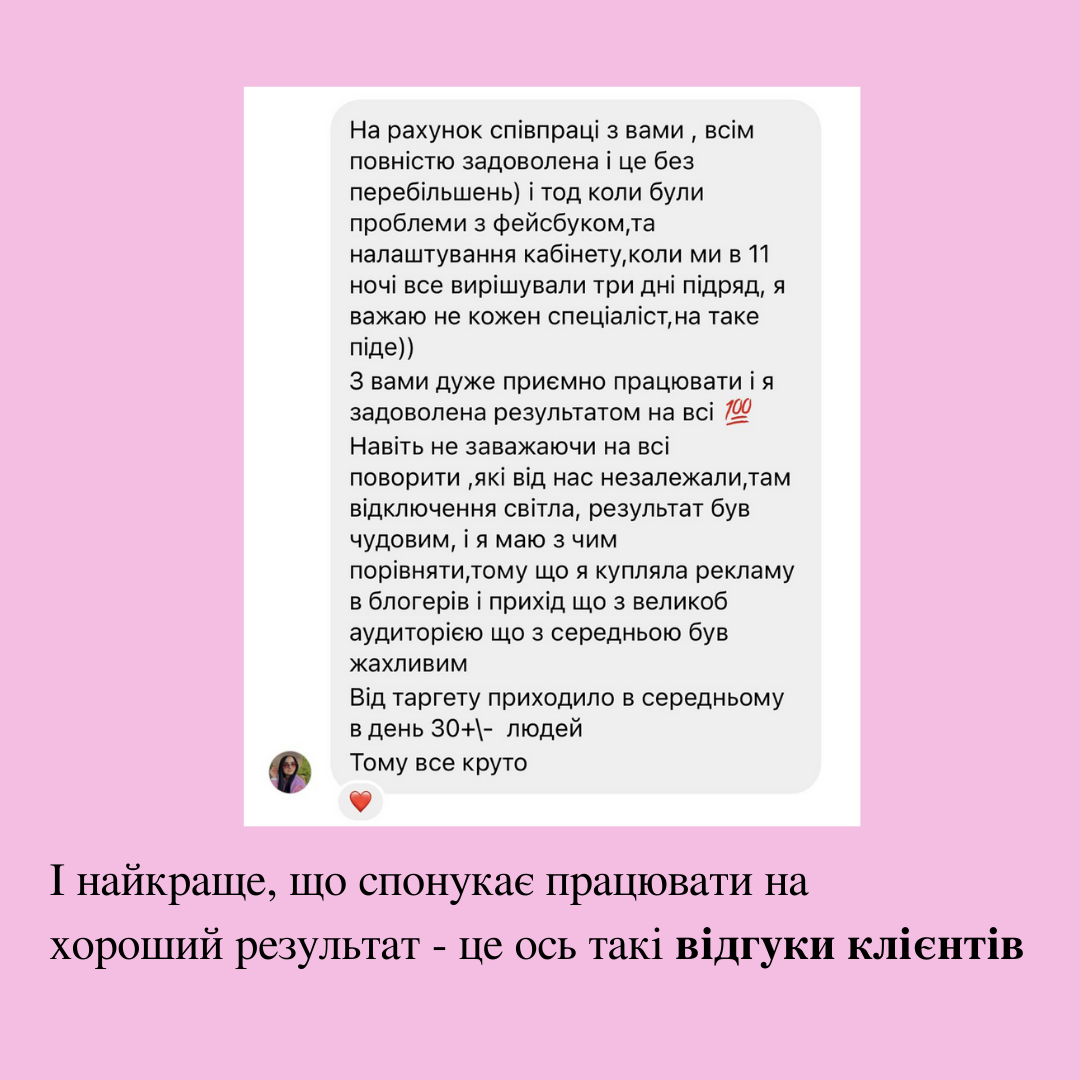 На рахунок співпраці з вами , всім
повністю задоволена і це без
перебільшень) і тод коли були
проблеми з фейсбуком,та
налаштування кабінету,коли ми в 11
ночі все вирішували три дні підряд, я
важаю не кожен спеціаліст,на таке
піде))
З вами дуже приємно працювати і я
задоволена результатом на всі 💯
Навіть не заважаючи на всі
поворити ,які від нас незалежали,там
відключення світла, результат був
чудовим, і я маю з чим
порівняти,тому що я купляла рекламу
в блогерів і прихід що з великоб
аудиторією що з середньою був
жахливим
Від таргету приходило в середньому
в день 30+\- людей
Тому все круто
І найкраще, що спонукає працювати на
хороший результат - це ось такі відгуки клієнтів